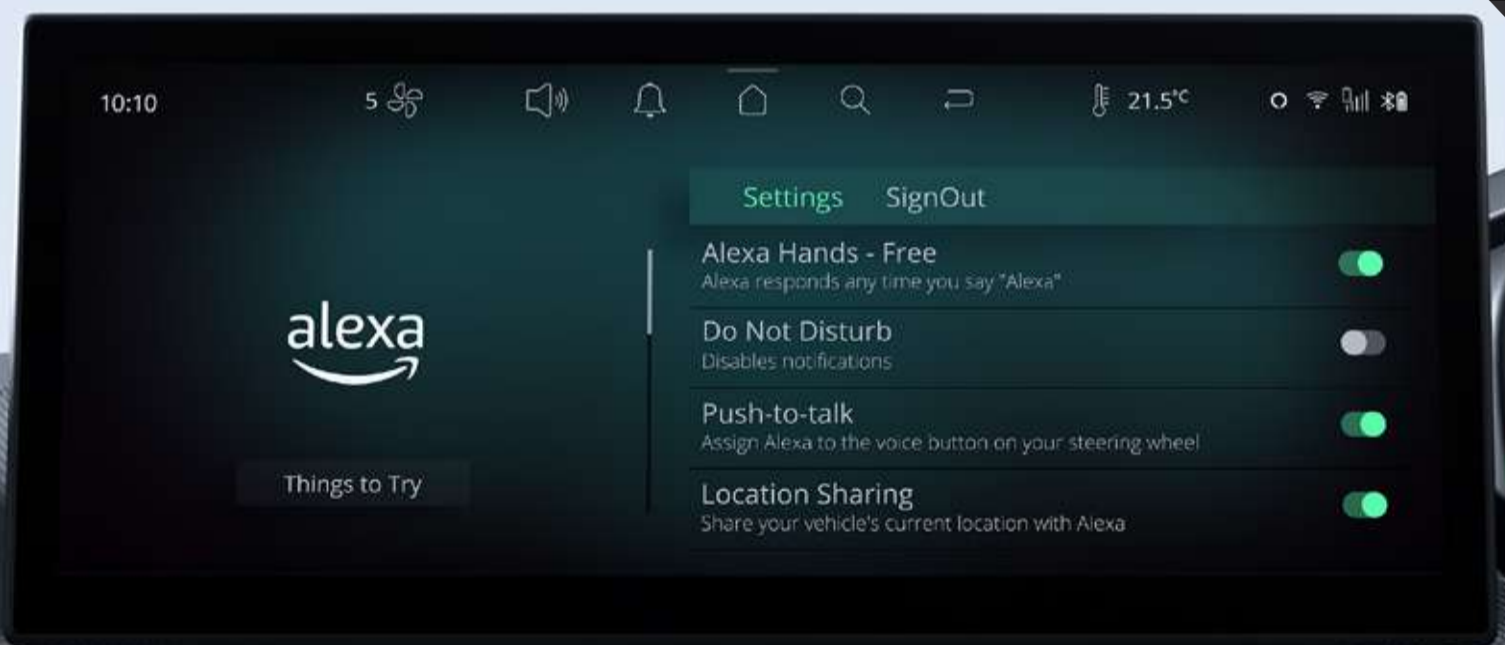 10:10
5
21.5°C
Settings SignOut
Alexa Hands - Free
Alexa responds any time you say "Alexa"
Do Not Disturb
Disables notifications
Push-to-talk
Assign Alexa to the voice button on your steering wheel
Location Sharing
Share your vehicle's current location with Alexa
alexa
Things to Try